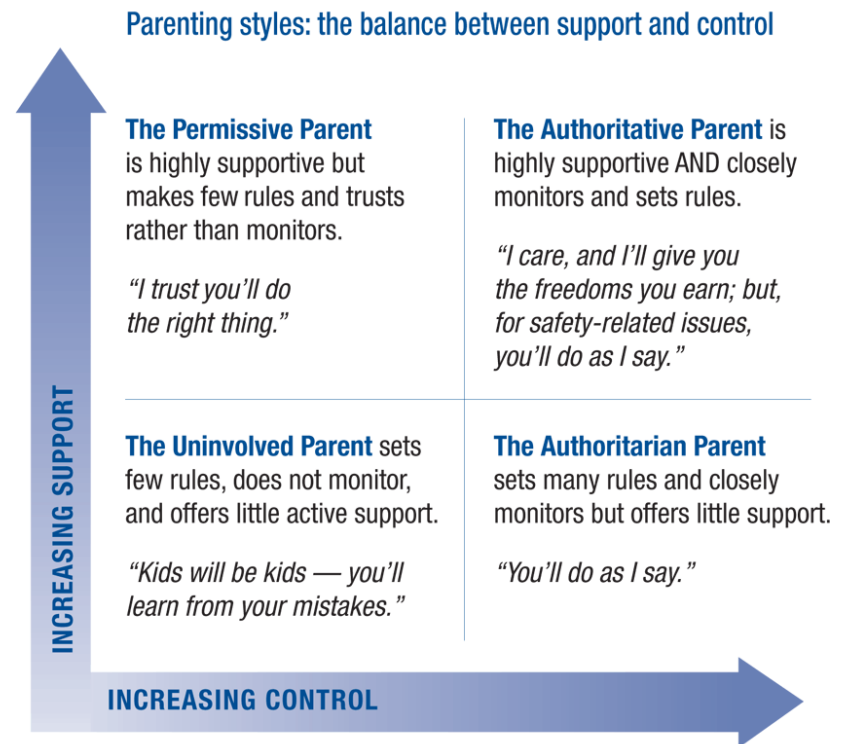 Parenting styles: the balance between support and control
The Permissive Parent
is highly supportive but
makes few rules and trusts
rather than monitors.
“I trust you’ll do
the right thing.”
The Authoritative Parent is
highly supportive AND closely
monitors and sets rules.
“I care, and I’ll give you
the freedoms you earn; but,
for safety-related issues,
you’ll do as I say.”
The Uninvolved Parent sets
few rules, does not monitor,
and offers little active support.
“Kids will be kids — you’ll
learn from your mistakes.”
The Authoritarian Parent
sets many rules and closely
monitors but offers little support.
“You’ll do as I say.”
INCREASING SUPPORT
INCREASING CONTROL